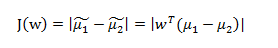 J(w) = |μ̃₁ − μ̃₂| = |wᵀ(μ₁ − μ₂)|